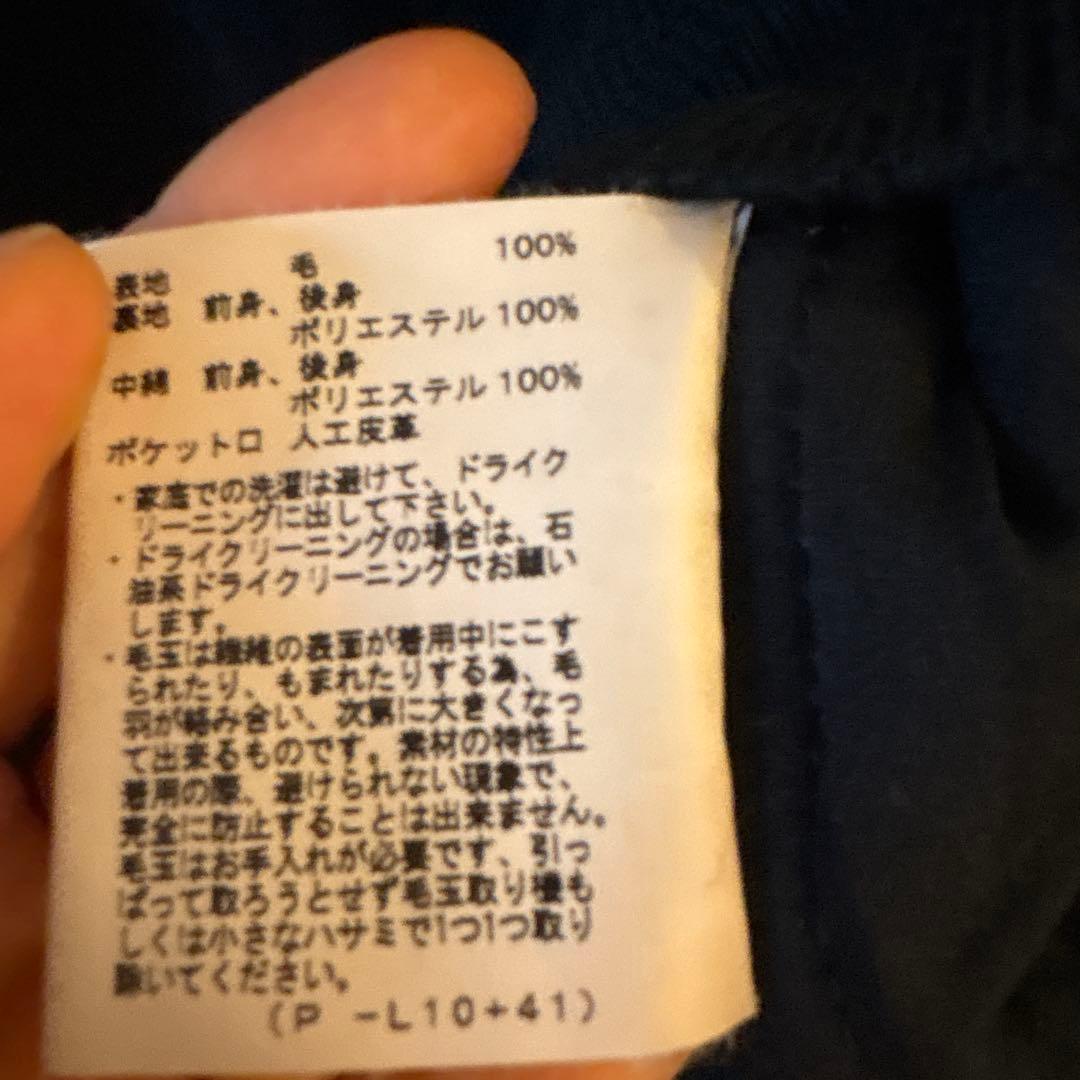 表地 毛 100%
裏地 前身、後身
ポリエステル 100%
中綿 前身、後身
ポリエステル 100%
ポケット口 人工皮革
・家庭での洗濯は避けて、ドライク
リーニングに出して下さい。
・ドライクリーニングの場合は、石
油系ドライクリーニングでお願い
します。
・毛玉は繊維の表面が着用中にこす
られたり、もまれたりする為、毛
羽が絡み合い、次第に大きくなっ
て出来るものです。素材の特性上
着用の際、避けられない現象で、
完全に防止することは出来ません。
毛玉はお手入れが必要です、引っ
ぱって取ろうとせず毛玉取り機も
しくは小さなハサミで1つ1つ取り
除いてください。
(P -L10+41)